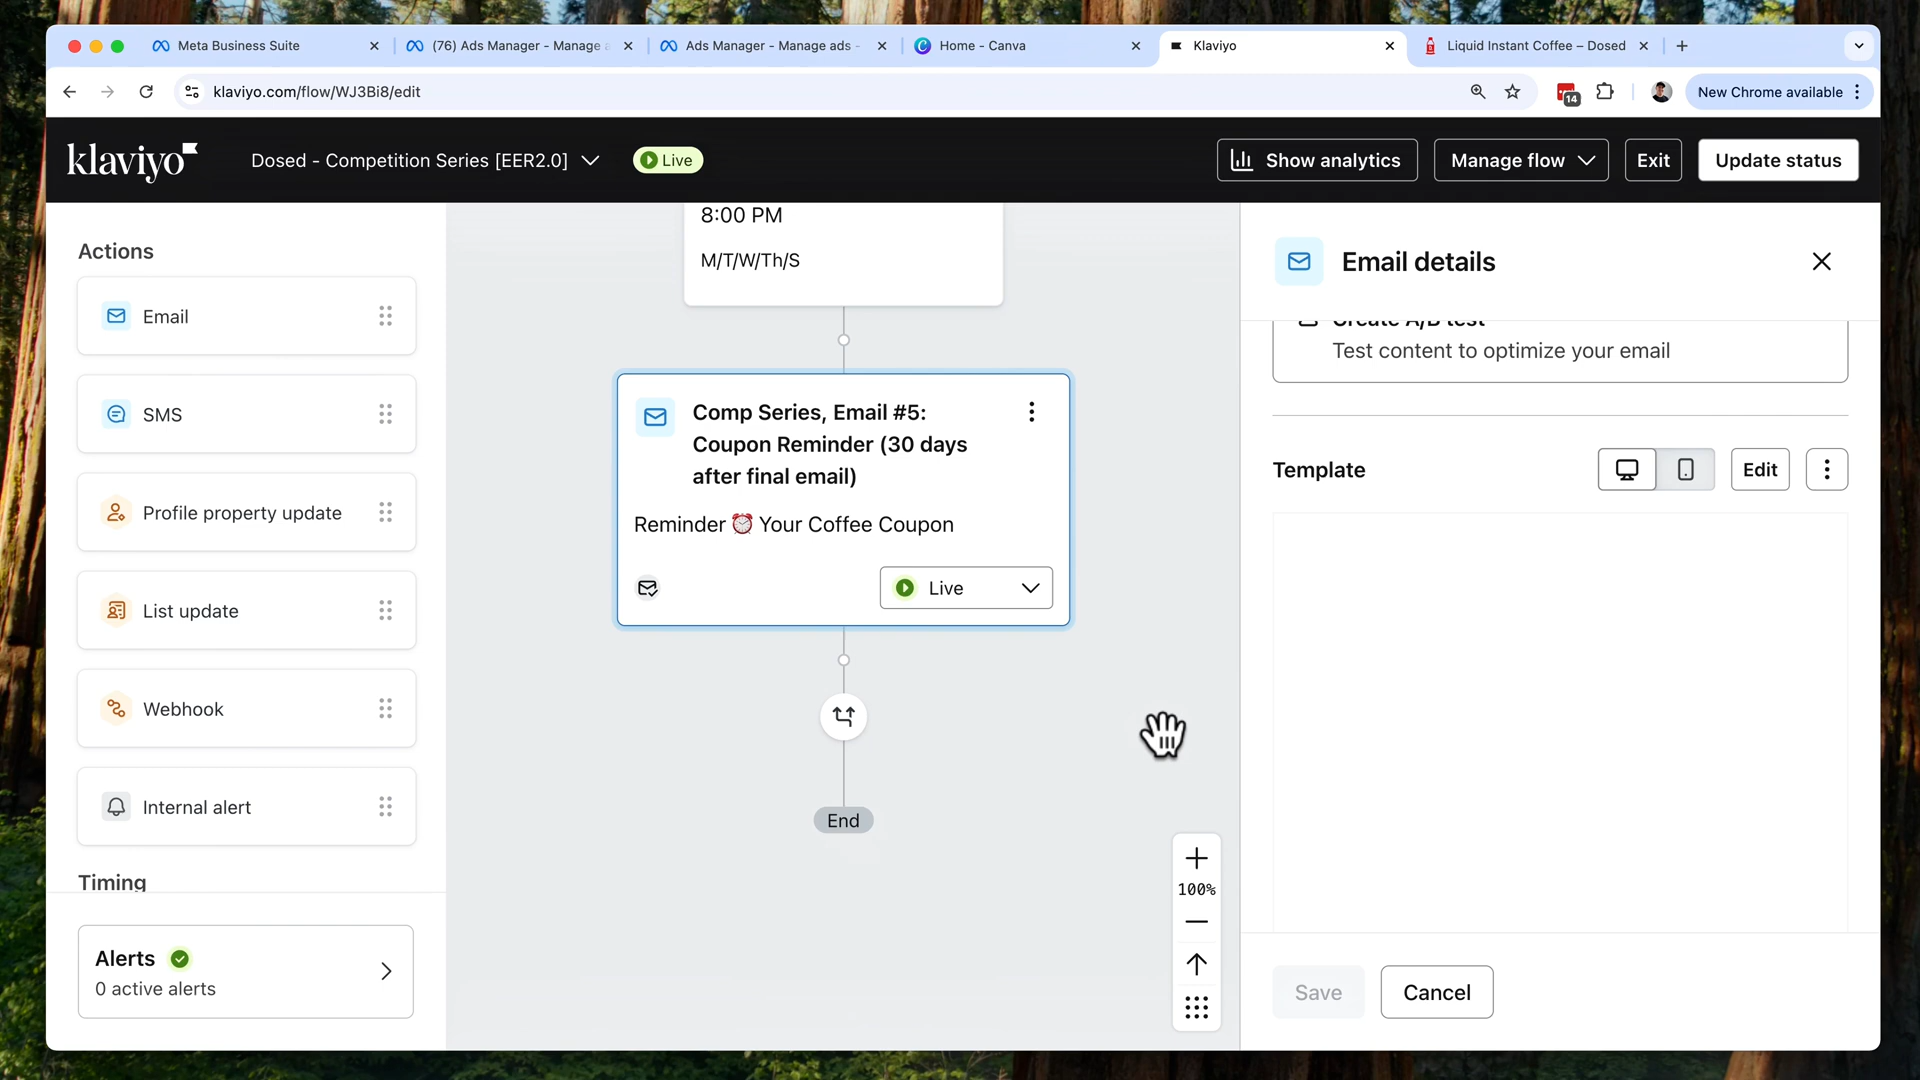 Meta Business Suite
(76) Ads Manager - Manage a
Ads Manager - Manage ads -
Home - Canva
Klaviyo
Liquid Instant Coffee – Dosed
klaviyo.com/flow/WJ3Bi8/edit
14
New Chrome available
klaviyo
Dosed - Competition Series [EER2.0]
Live
Show analytics
Manage flow
Exit
Update status
Actions
Email
SMS
Profile property update
List update
Webhook
Internal alert
Timing
Alerts
0 active alerts
8:00 PM
M/T/W/Th/S
Comp Series, Email #5:
Coupon Reminder (30 days
after final email)
Reminder ⏰ Your Coffee Coupon
Live
End
100%
Email details
Create A/B test
Test content to optimize your email
Template
Edit
Save
Cancel